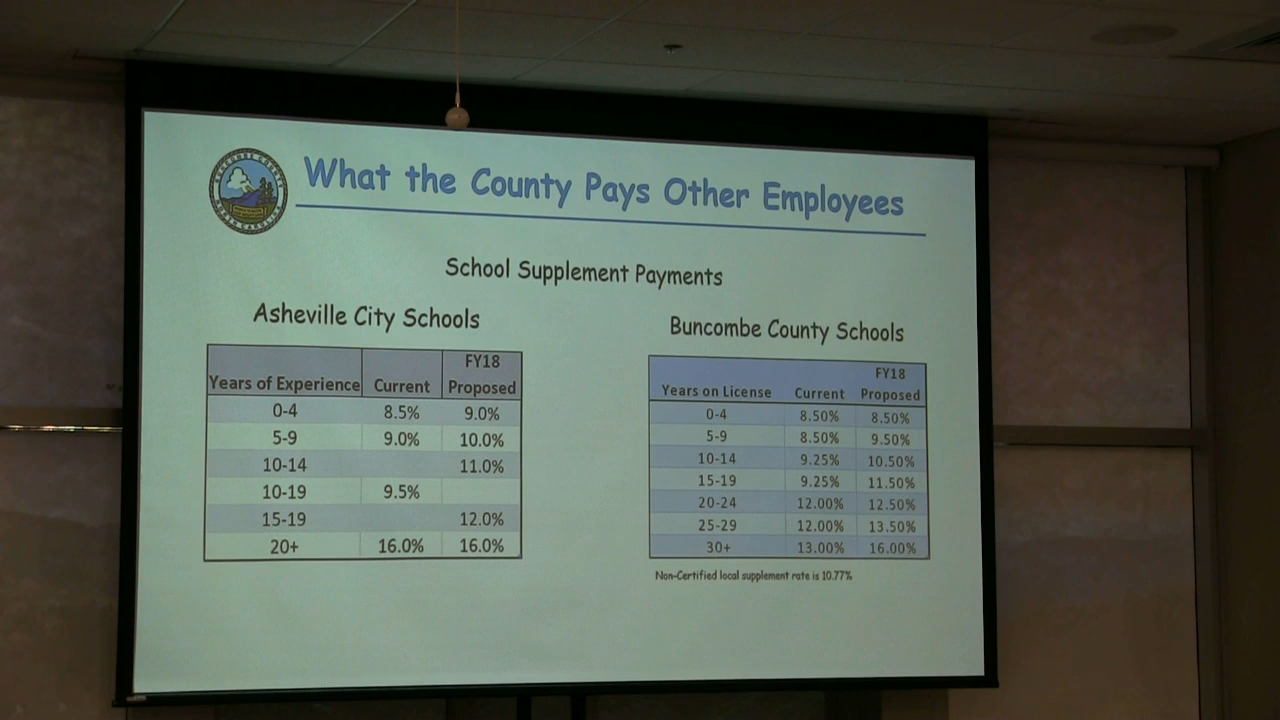 What the County Pays Other Employees
BUNCOMBE COUNTY
NORTH CAROLINA
School Supplement Payments
Asheville City Schools
Years of Experience Current FY18 Proposed
0-4 8.5% 9.0%
5-9 9.0% 10.0%
10-14 11.0%
10-19 9.5%
15-19 12.0%
20+ 16.0% 16.0%
Buncombe County Schools
Years on License Current FY18 Proposed
0-4 8.50% 8.50%
5-9 8.50% 9.50%
10-14 9.25% 10.50%
15-19 9.25% 11.50%
20-24 12.00% 12.50%
25-29 12.00% 13.50%
30+ 13.00% 16.00%
Non-Certified local supplement rate is 10.77%